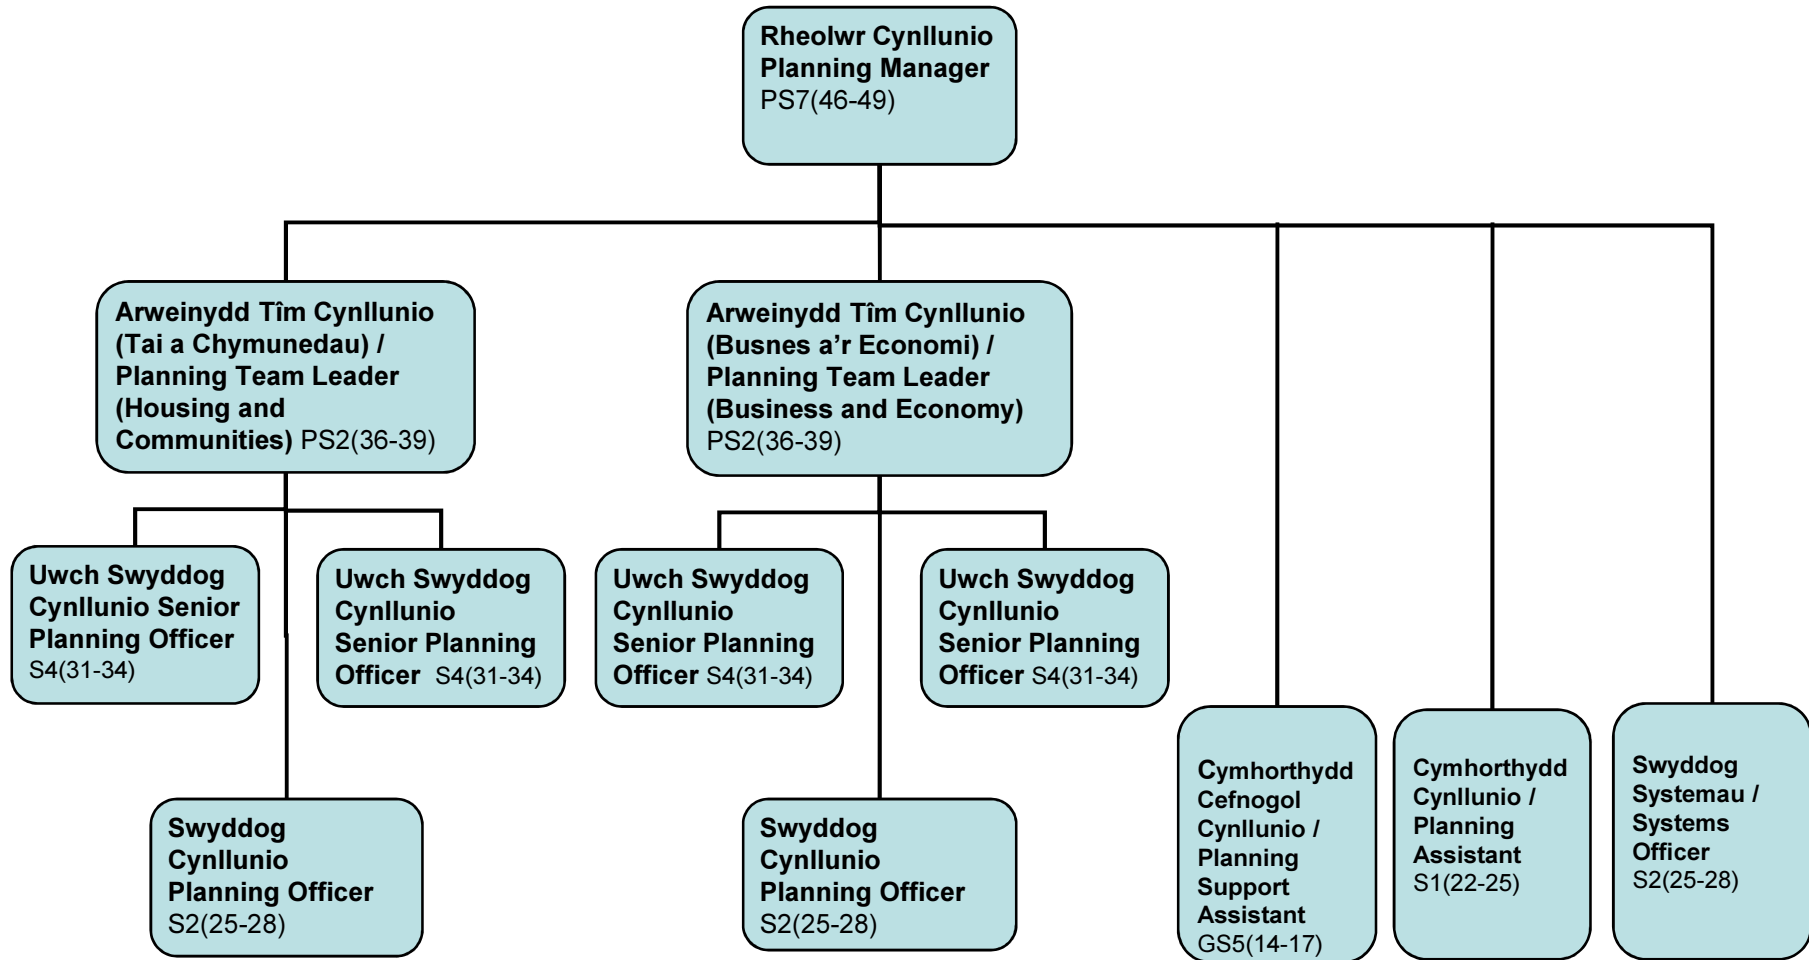 Rheolwr Cynllunio
Planning Manager
PS7(46-49)
Arweinydd Tîm Cynllunio
(Tai a Chymunedau) /
Planning Team Leader
(Housing and
Communities) PS2(36-39)
Arweinydd Tîm Cynllunio
(Busnes a’r Economi) /
Planning Team Leader
(Business and Economy)
PS2(36-39)
Uwch Swyddog
Cynllunio Senior
Planning Officer
S4(31-34)
Uwch Swyddog
Cynllunio
Senior Planning
Officer S4(31-34)
Uwch Swyddog
Cynllunio
Senior Planning
Officer S4(31-34)
Uwch Swyddog
Cynllunio
Senior Planning
Officer S4(31-34)
Swyddog
Cynllunio
Planning Officer
S2(25-28)
Swyddog
Cynllunio
Planning Officer
S2(25-28)
Cymhorthydd
Cefnogol
Cynllunio /
Planning
Support
Assistant
GS5(14-17)
Cymhorthydd
Cynllunio /
Planning
Assistant
S1(22-25)
Swyddog
Systemau /
Systems
Officer
S2(25-28)